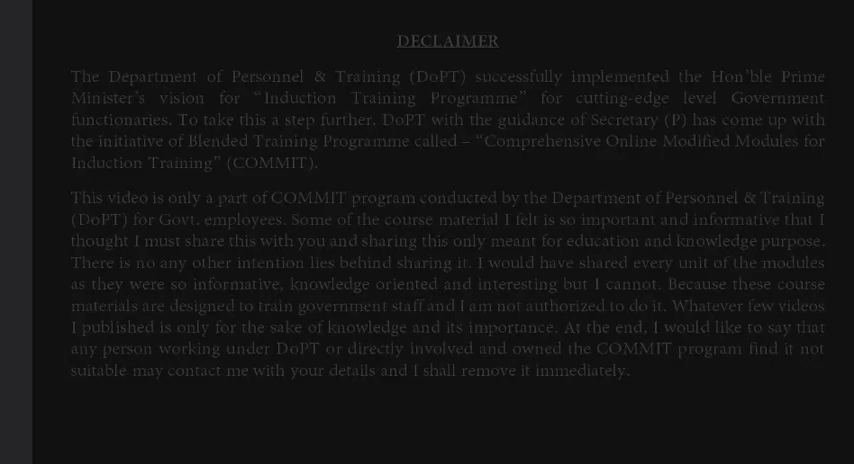 DECLAIMER
The Department of Personnel & Training (DoPT) successfully implemented the Hon'ble Prime
Minister's vision for "Induction Training Programme" for cutting-edge level Government
functionaries. To take this a step further, DoPT with the guidance of Secretary (P) has come up with
the initiative of Blended Training Programme called – "Comprehensive Online Modified Modules for
Induction Training" (COMMIT).
This video is only a part of COMMIT program conducted by the Department of Personnel & Training
(DoPT) for Govt. employees. Some of the course material I felt is so important and informative that I
thought I must share this with you and sharing this only meant for education and knowledge purpose.
There is no any other intention lies behind sharing it. I would have shared every unit of the modules
as they were so informative, knowledge oriented and interesting but I cannot. Because these course
materials are designed to train government staff and I am not authorized to do it. Whatever few videos
I published is only for the sake of knowledge and its importance. At the end, I would like to say that
any person working under DoPT or directly involved and owned the COMMIT program find it not
suitable may contact me with your details and I shall remove it immediately.